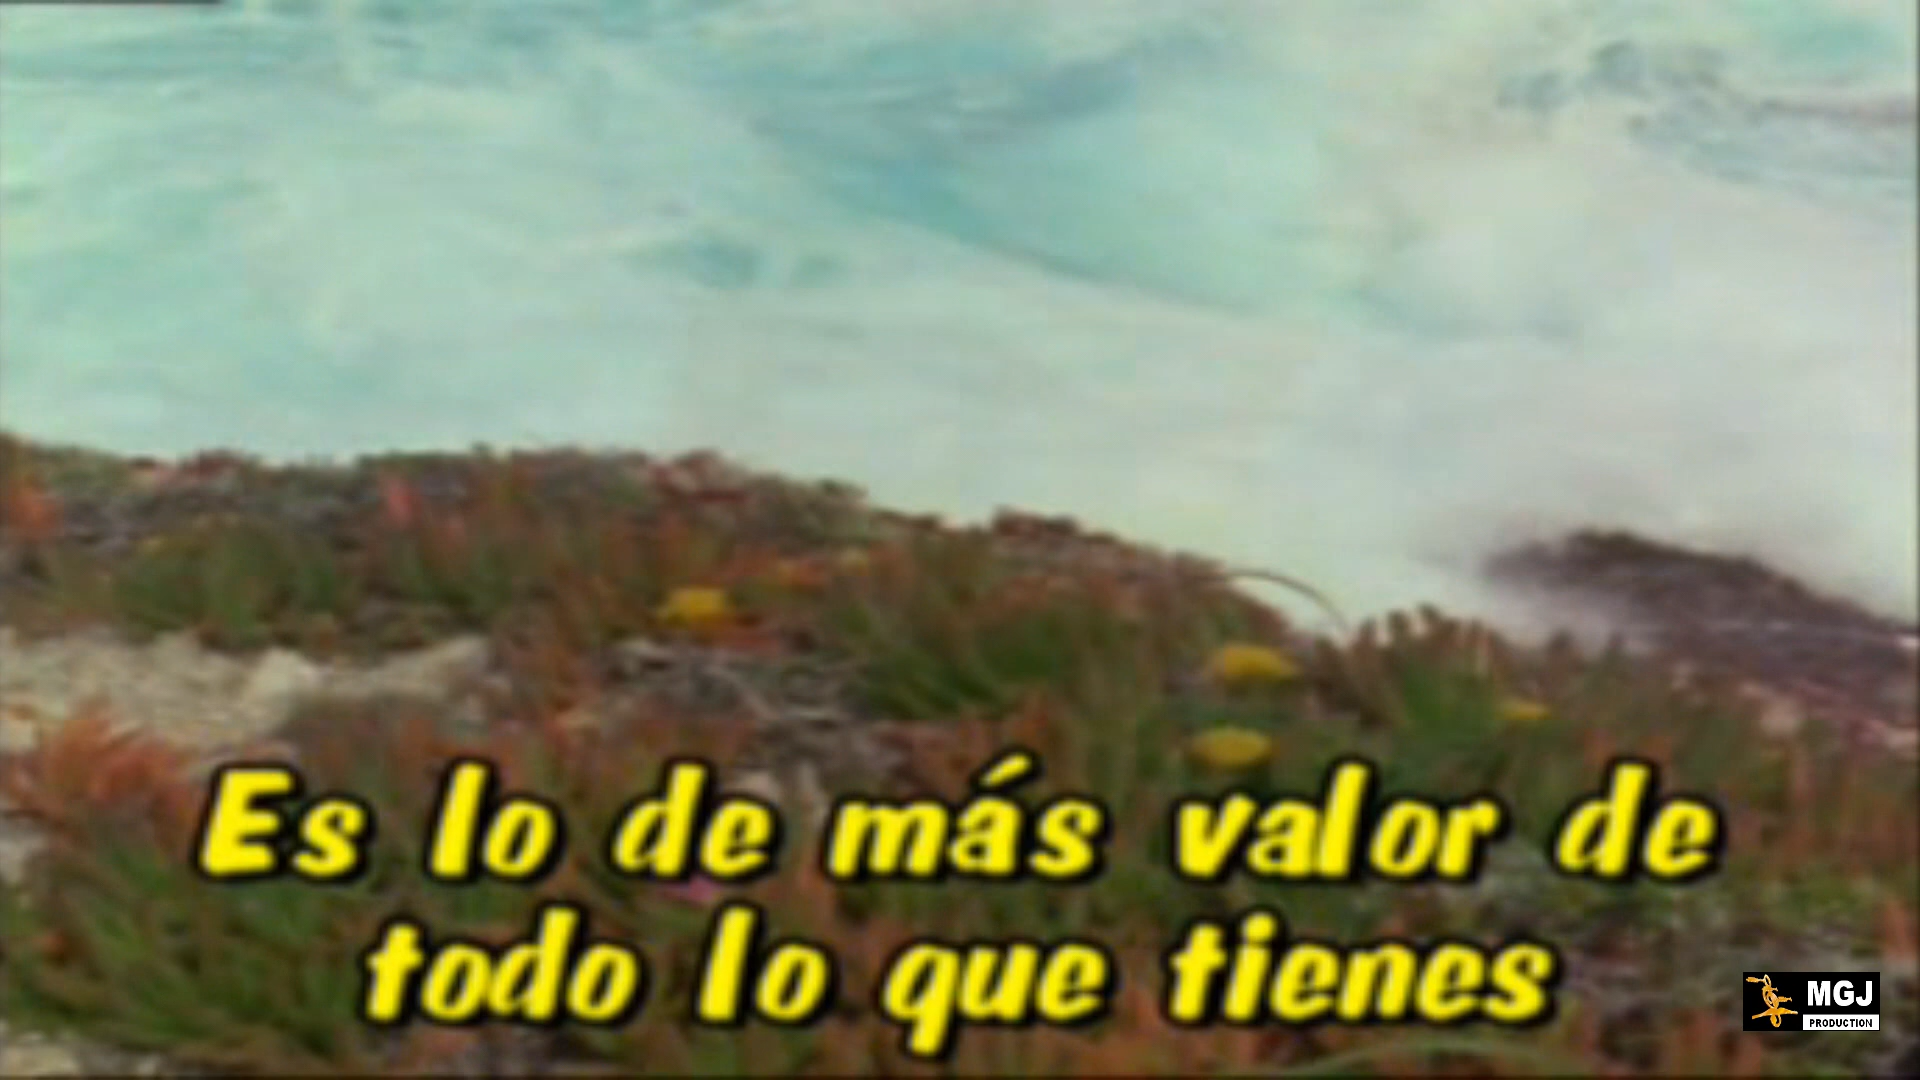 Es lo de más valor de
todo lo que tienes
MGJ
PRODUCTION